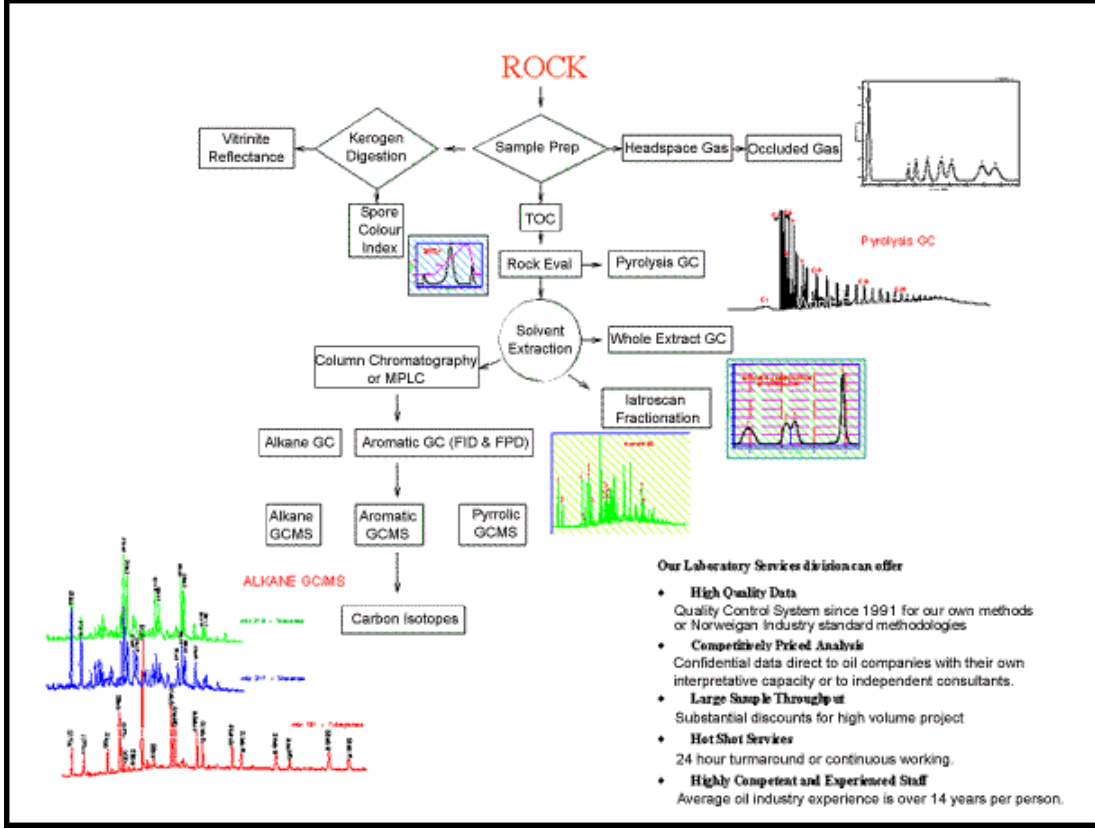 ROCK
Vitrinite
Reflectance
Kerogen
Digestion
Sample Prep
Headspace Gas
Occluded Gas
Spore
Colour
Index
TOC
Rock Eval
Pyrolysis GC
Pyrolysis GC
Solvent
Extraction
Whole Extract GC
Column Chromatography
or MPLC
Iatroscan
Fractionation
Alkane GC
Aromatic GC (FID & FPD)
Alkane
GCMS
Aromatic
GCMS
Pyrrolic
GCMS
ALKANE GC/MS
Carbon Isotopes
Our Laboratory Services division can offer
♦ High Quality Data
Quality Control System since 1991 for our own methods
or Norweigan Industry standard methodologies
♦ Competitively Priced Analysis
Confidential data direct to oil companies with their own
interpretative capacity or to independent consultants.
♦ Large Sample Throughput
Substantial discounts for high volume project
♦ Hot Shot Services
24 hour turnmaround or continuous working.
♦ Highly Competent and Experienced Staff
Average oil industry experience is over 14 years per person.